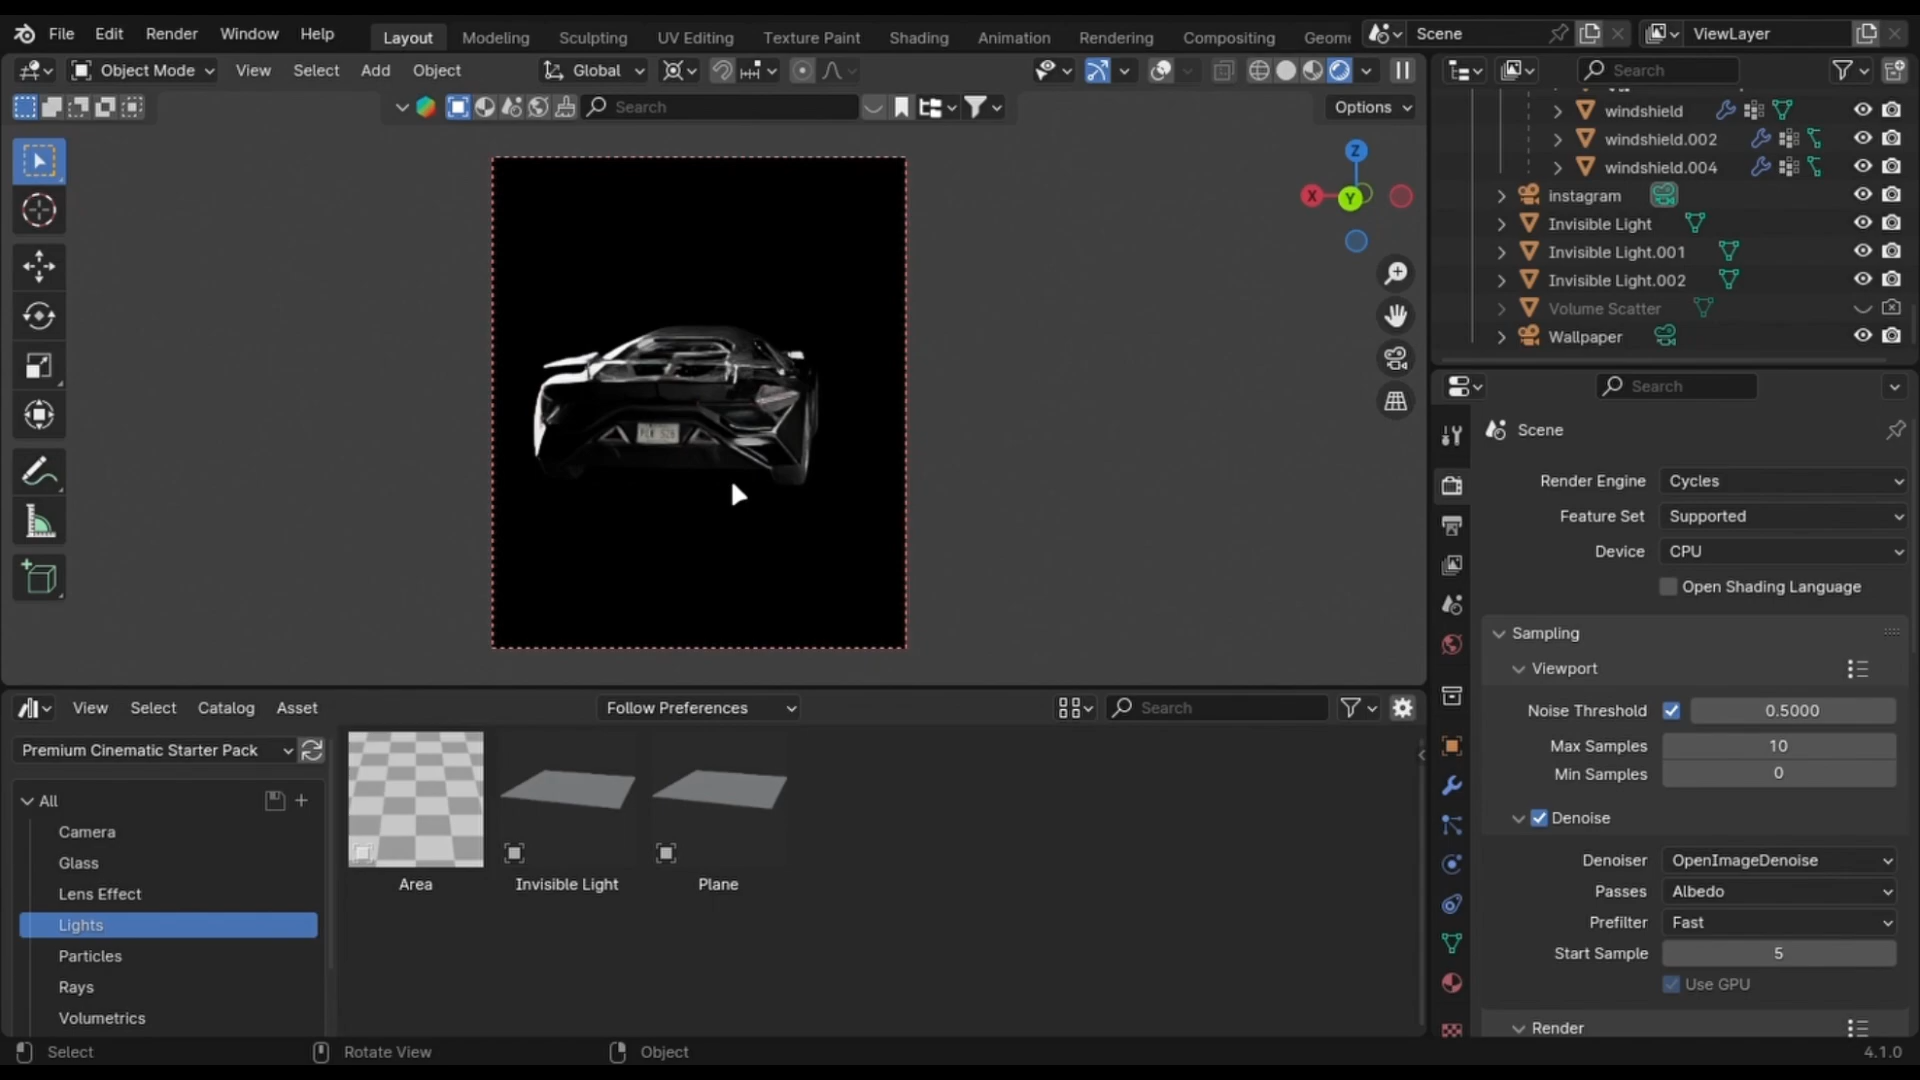 File Edit Render Window Help Layout Modeling Sculpting UV Editing Texture Paint Shading Animation Rendering Compositing Geome Scene ViewLayer
Object Mode View Select Add Object Global Search
Search Options
Z
X Y
windshield
windshield.002
windshield.004
instagram
Invisible Light
Invisible Light.001
Invisible Light.002
Volume Scatter
Wallpaper
Search
Scene
Render Engine Cycles
Feature Set Supported
Device CPU
Open Shading Language
Sampling
Viewport
Noise Threshold 0.5000
Max Samples 10
Min Samples 0
Denoise
Denoiser OpenImageDenoise
Passes Albedo
Prefilter Fast
Start Sample 5
Use GPU
Render
View Select Catalog Asset Follow Preferences Search
Premium Cinematic Starter Pack
All
Camera
Glass
Lens Effect
Lights
Particles
Rays
Volumetrics
Area Invisible Light Plane
Select Rotate View Object 4.1.0